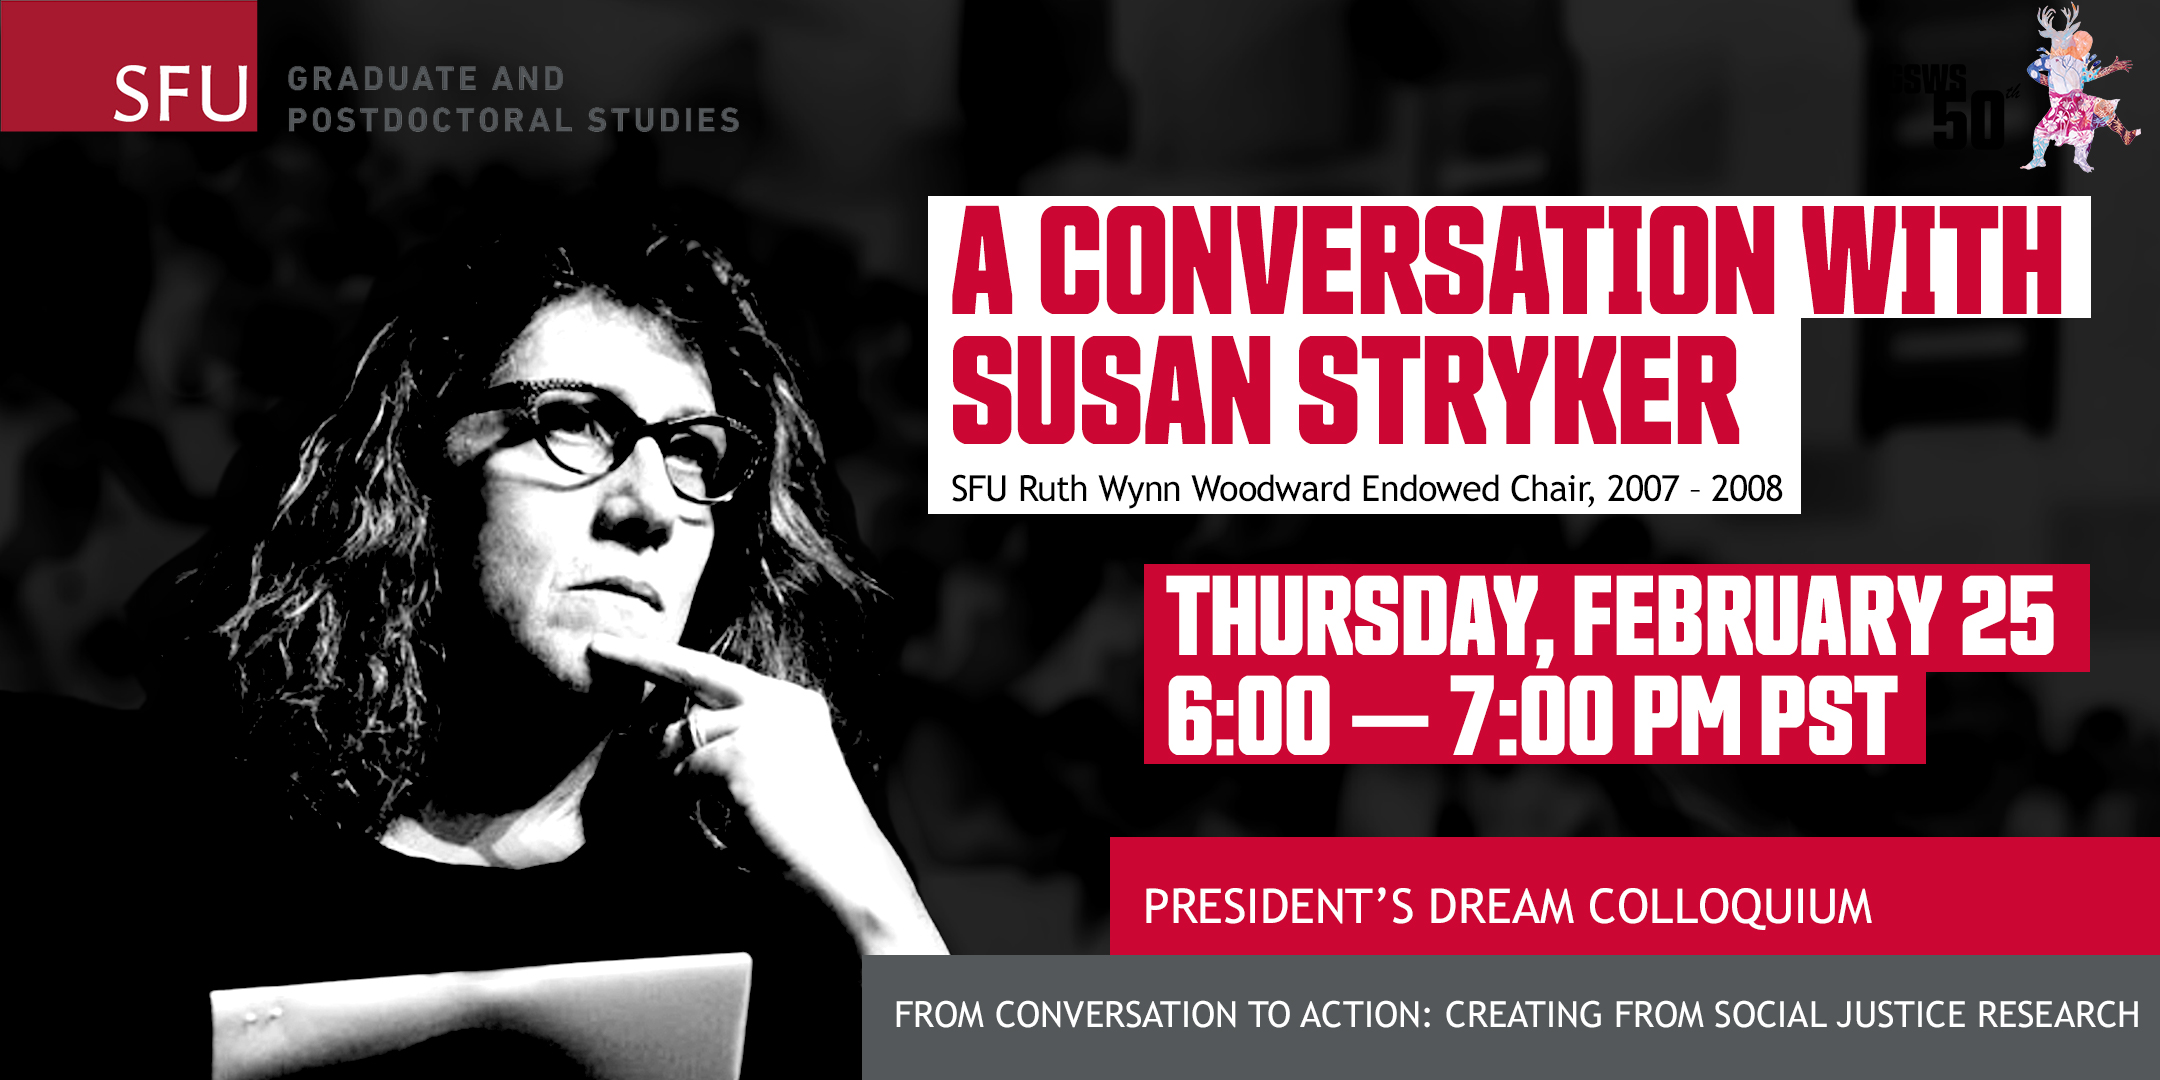 SFU
GRADUATE AND
POSTDOCTORAL STUDIES
GSWS
50th
A CONVERSATION WITH
SUSAN STRYKER
SFU Ruth Wynn Woodward Endowed Chair, 2007 - 2008
THURSDAY, FEBRUARY 25
6:00 — 7:00 PM PST
PRESIDENT’S DREAM COLLOQUIUM
FROM CONVERSATION TO ACTION: CREATING FROM SOCIAL JUSTICE RESEARCH